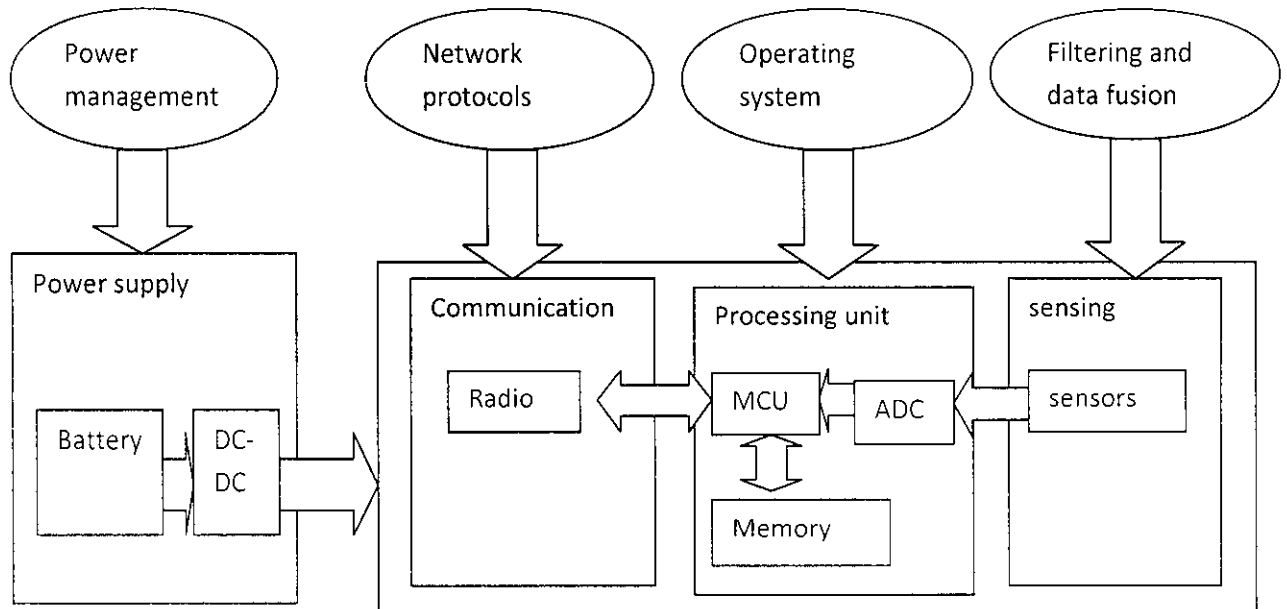 Power
management
Network
protocols
Operating
system
Filtering and
data fusion
Power supply
Communication
Processing unit
sensing
Radio
MCU
ADC
sensors
Battery
DC-
DC
Memory